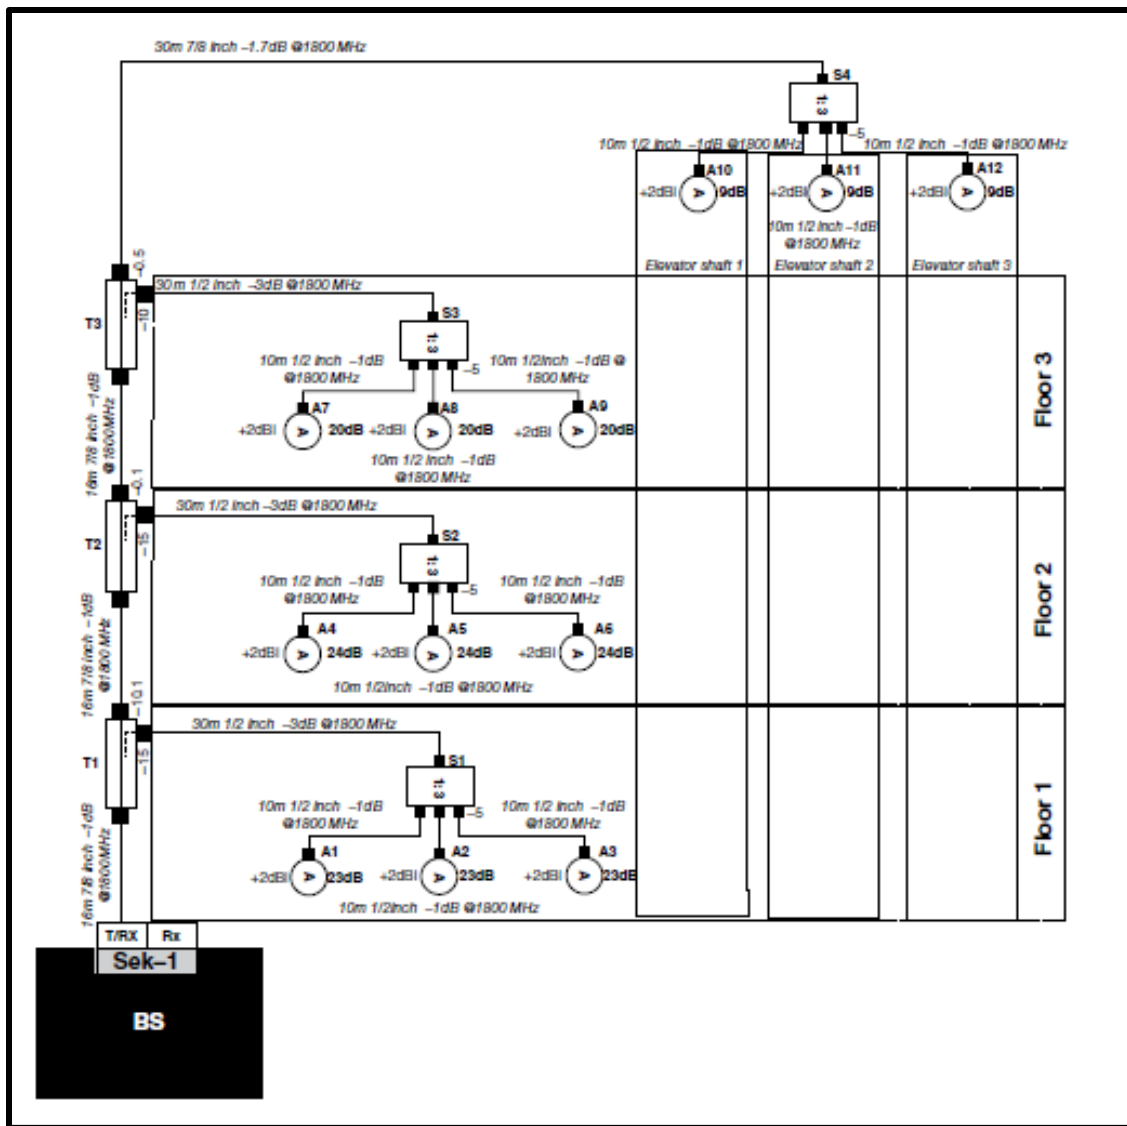 30m 7/8 Inch –1.7dB @1800 MHz
S4
1:3
–5
10m 1/2 Inch –1dB @1800 MHz
10m 1/2 Inch –1dB @1800 MHz
A10
A11
A12
+2dBI
A
9dB
+2dBI
A
9dB
+2dBI
A
9dB
10m 1/2 Inch –1dB
@1800 MHz
Elevator shaft 1
Elevator shaft 2
Elevator shaft 3
–0.5
30m 1/2 Inch –3dB @1800 MHz
T3
–10
S3
1:3
–5
10m 1/2 Inch –1dB
@1800 MHz
10m 1/2Inch –1dB @
1800 MHz
A7
A8
A9
+2dBI
A
20dB
+2dBI
A
20dB
+2dBI
A
20dB
10m 1/2 Inch –1dB
@1800 MHz
Floor 3
16m 7/8 Inch –1dB
@1800MHz
–0.1
30m 1/2 Inch –3dB @1800 MHz
T2
–15
S2
1:3
–5
10m 1/2 Inch –1dB
@1800 MHz
10m 1/2 Inch –1dB
@1800 MHz
A4
A5
A6
+2dBI
A
24dB
+2dBI
A
24dB
+2dBI
A
24dB
10m 1/2Inch –1dB @1800 MHz
Floor 2
16m 7/8 Inch –1dB
@1800 MHz
–10.1
30m 1/2 Inch –3dB @1800 MHz
T1
–15
S1
1:3
–5
10m 1/2 Inch –1dB
@1800 MHz
10m 1/2 Inch –1dB
@1800 MHz
A1
A2
A3
+2dBI
A
23dB
+2dBI
A
23dB
+2dBI
A
23dB
10m 1/2Inch –1dB @1800 MHz
Floor 1
16m 7/8 Inch –1dB
@1800MHz
T/RX
Rx
Sek–1
BS